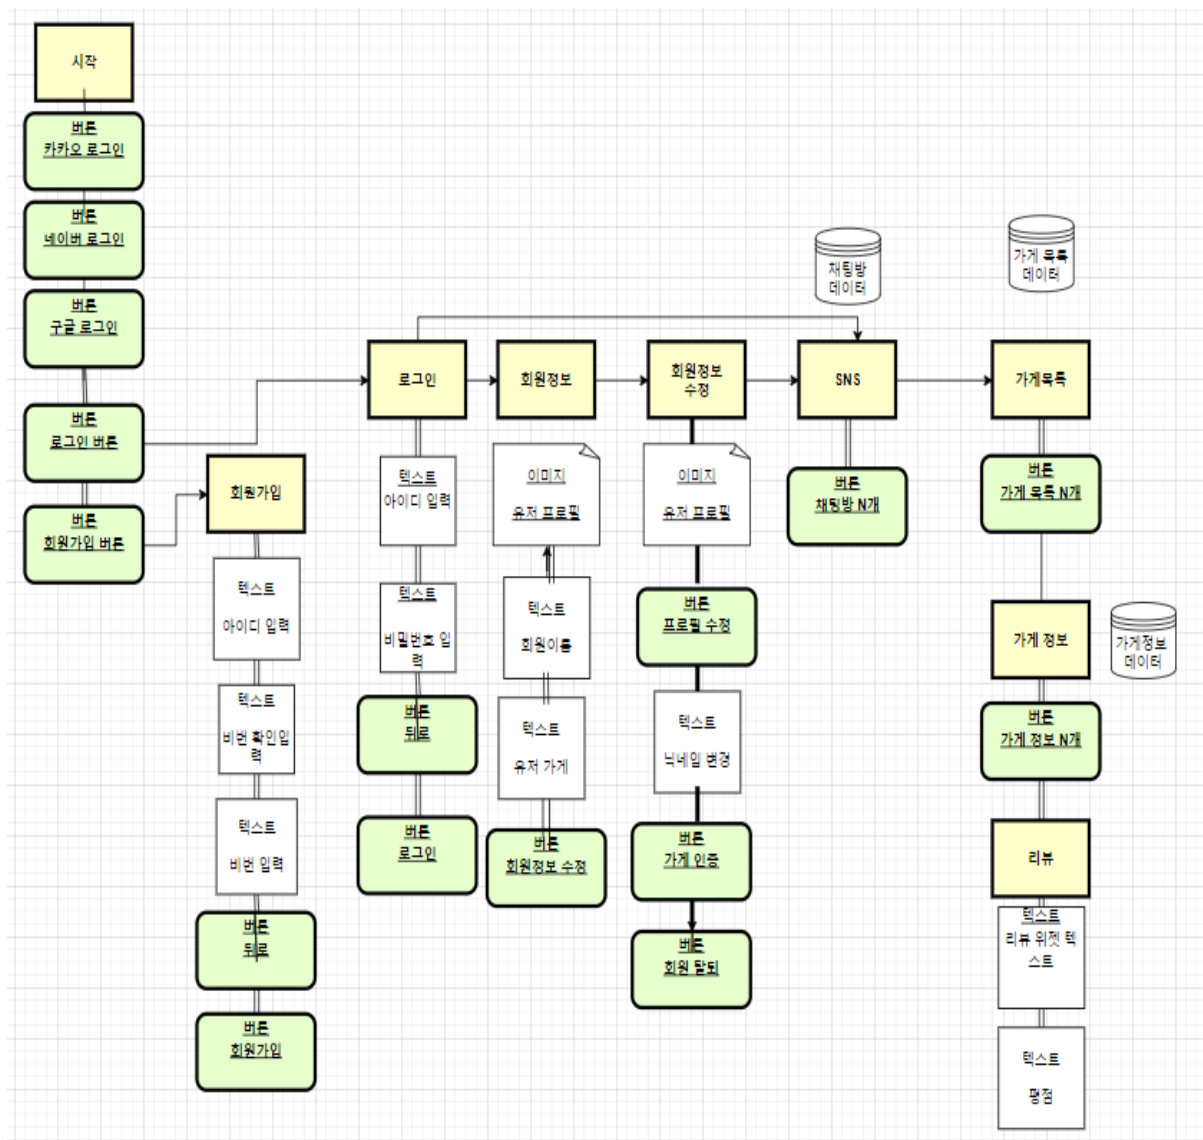 시작
버튼
카카오 로그인
버튼
네이버 로그인
버튼
구글 로그인
버튼
로그인 버튼
버튼
회원가입 버튼
회원가입
텍스트
아이디 입력
텍스트
비번 확인입
력
텍스트
비번 입력
버튼
뒤로
버튼
회원가입
로그인
텍스트
아이디 입력
텍스트
비밀번호 입
력
버튼
뒤로
버튼
로그인
회원정보
이미지
유저 프로필
텍스트
회원이름
텍스트
유저 가게
버튼
회원정보 수정
회원정보
수정
이미지
유저 프로필
버튼
프로필 수정
텍스트
닉네임 변경
버튼
가게 인증
버튼
회원 탈퇴
채팅방
데이터
SNS
버튼
채팅방 N개
가게 목록
데이터
가게목록
버튼
가게 목록 N개
가게 정보
가게정보
데이터
버튼
가게 정보 N개
리뷰
텍스트
리뷰 위젯 텍
스트
텍스트
평점